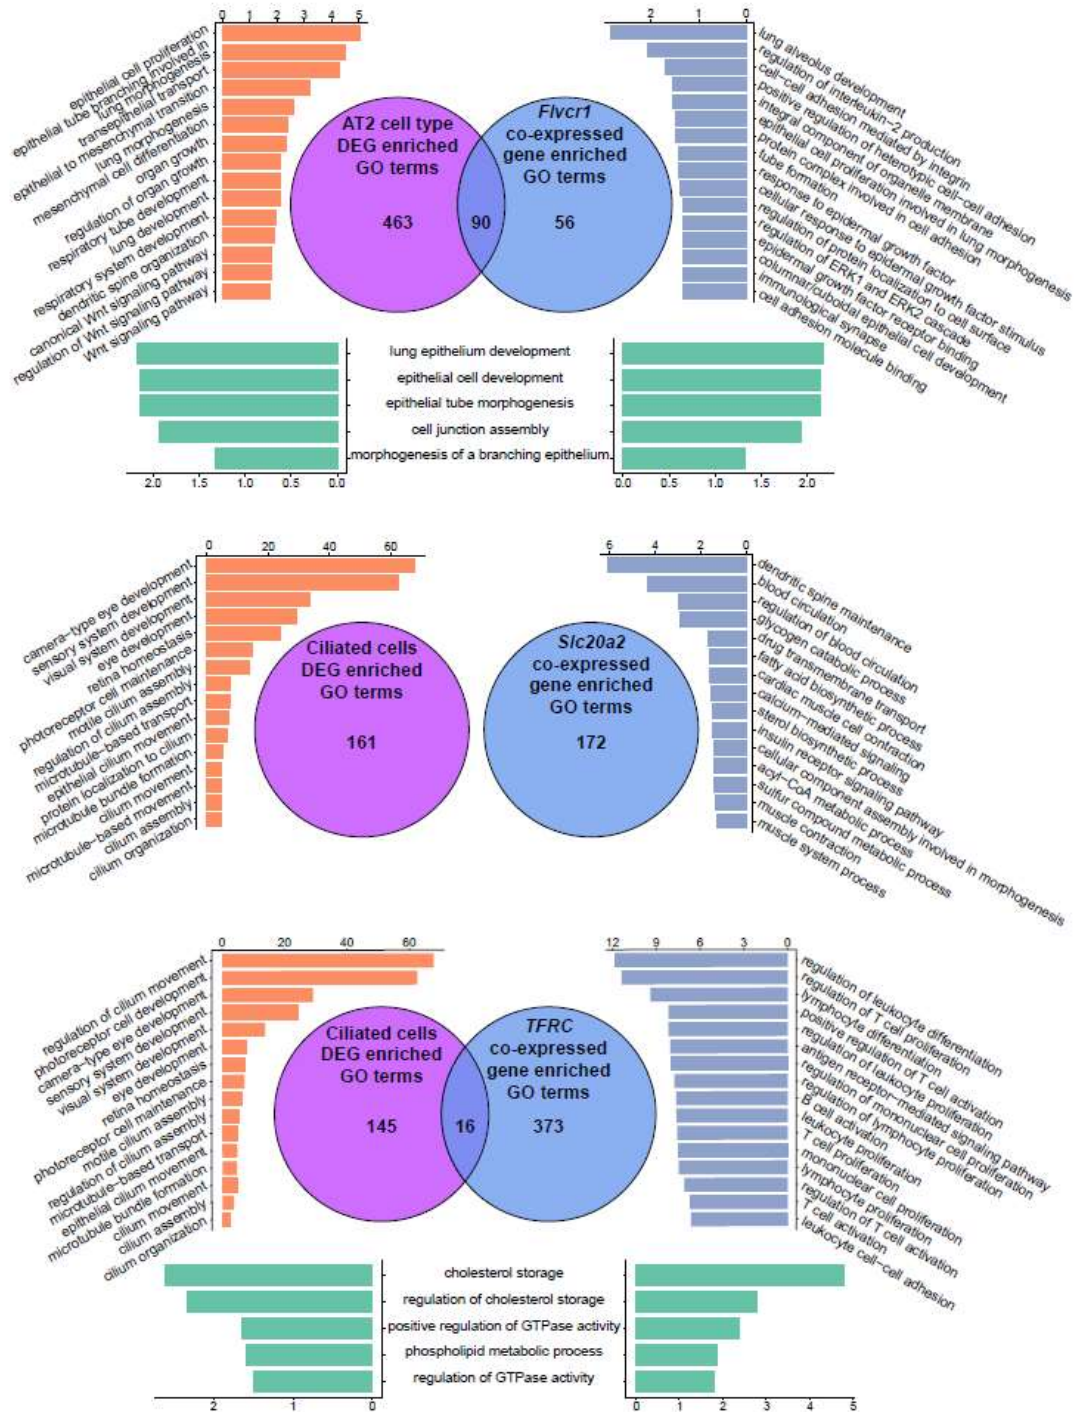 0 1 2 3 4 5
epithelial cell proliferation
epithelial tube branching involved in
lung morphogenesis
transepithelial transport
epithelial to mesenchymal transition
lung morphogenesis
mesenchymal cell differentiation
organ growth
regulation of organ growth
respiratory tube development
lung development
respiratory system development
dendritic spine organization
canonical Wnt signaling pathway
regulation of Wnt signaling pathway
Wnt signaling pathway
AT2 cell type
DEG enriched
GO terms
463
90
Flvcr1
co-expressed
gene enriched
GO terms
56
2 1 0
lung alveolus development
regulation of interleukin-2 production
cell-cell adhesion mediated by integrin
positive regulation of heterotypic cell-cell adhesion
integral component of organelle membrane
epithelial cell proliferation involved in lung morphogenesis
protein complex involved in cell adhesion
tube formation
response to epidermal growth factor
cellular response to epidermal growth factor stimulus
regulation of protein localization to cell surface
regulation of ERK1 and ERK2 cascade
epidermal growth factor receptor binding
columnar/cuboidal epithelial cell development
immunological synapse
cell adhesion molecule binding
lung epithelium development
epithelial cell development
epithelial tube morphogenesis
cell junction assembly
morphogenesis of a branching epithelium
2.0 1.5 1.0 0.5 0.0
0.0 0.5 1.0 1.5 2.0
0 20 40 60
camera-type eye development
sensory system development
visual system development
eye development
retina homeostasis
photoreceptor cell maintenance
motile cilium assembly
regulation of cilium assembly
microtubule-based transport
epithelial cilium movement
protein localization to cilium
microtubule bundle formation
cilium movement
microtubule-based movement
cilium assembly
cilium organization
Ciliated cells
DEG enriched
GO terms
161
Slc20a2
co-expressed
gene enriched
GO terms
172
6 4 2 0
dendritic spine maintenance
blood circulation
regulation of blood circulation
glycogen catabolic process
drug transmembrane transport
fatty acid biosynthetic process
cardiac muscle cell contraction
calcium-mediated signaling
sterol biosynthetic process
insulin receptor signaling pathway
cellular component assembly involved in morphogenesis
acyl-CoA metabolic process
sulfur compound metabolic process
muscle contraction
muscle system process
0 20 40 60
regulation of cilium movement
photoreceptor cell development
camera-type eye development
sensory system development
visual system development
eye development
retina homeostasis
photoreceptor cell maintenance
motile cilium assembly
regulation of cilium assembly
microtubule-based transport
epithelial cilium movement
microtubule bundle formation
cilium movement
cilium assembly
cilium organization
Ciliated cells
DEG enriched
GO terms
145
16
TFRC
co-expressed
gene enriched
GO terms
373
12 9 6 3 0
regulation of leukocyte differentiation
regulation of T cell proliferation
lymphocyte differentiation
positive regulation of T cell activation
regulation of leukocyte proliferation
antigen receptor-mediated signaling pathway
regulation of mononuclear cell proliferation
regulation of lymphocyte proliferation
B cell activation
leukocyte proliferation
T cell proliferation
mononuclear cell proliferation
lymphocyte proliferation
regulation of T cell activation
T cell activation
leukocyte cell-cell adhesion
cholesterol storage
regulation of cholesterol storage
positive regulation of GTPase activity
phospholipid metabolic process
regulation of GTPase activity
2 1 0
0 1 2 3 4 5